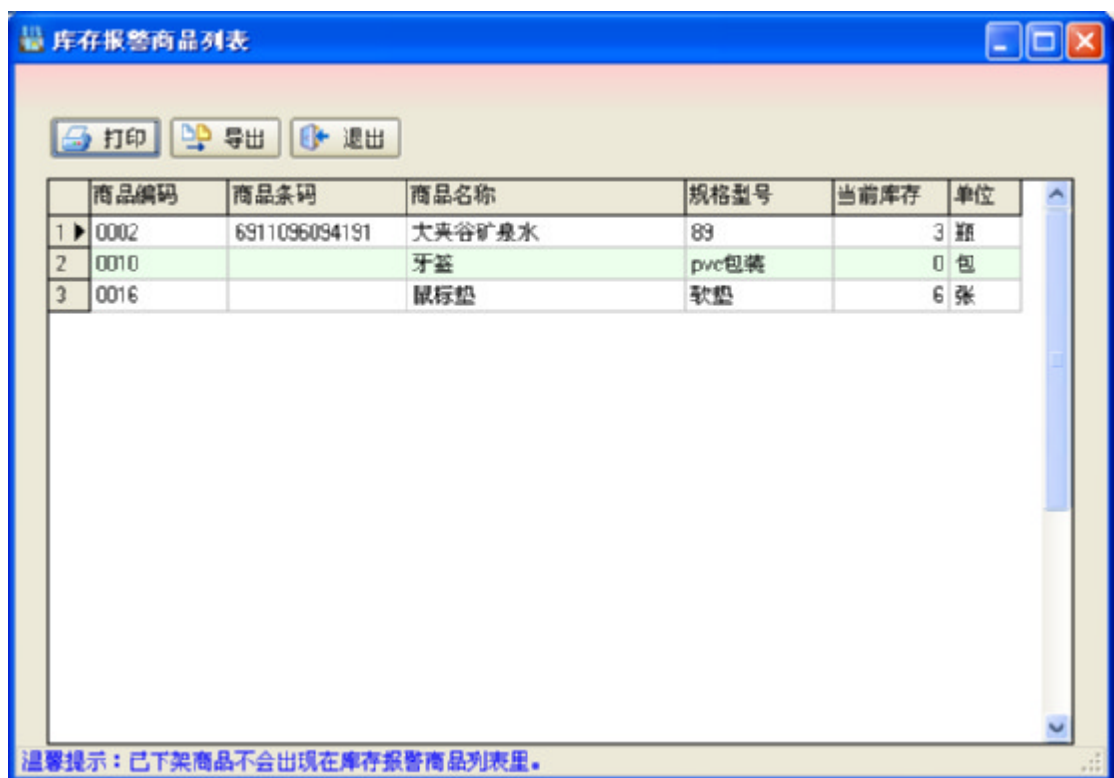 库存报警商品列表
打印 导出 退出
商品编码 商品条码 商品名称 规格型号 当前库存 单位
1 0002 6911096094191 大夹谷矿泉水 89 3 瓶
2 0010 牙签 pvc包装 0 包
3 0016 鼠标垫 软垫 6 张
温馨提示：已下架商品不会出现在库存报警商品列表里。